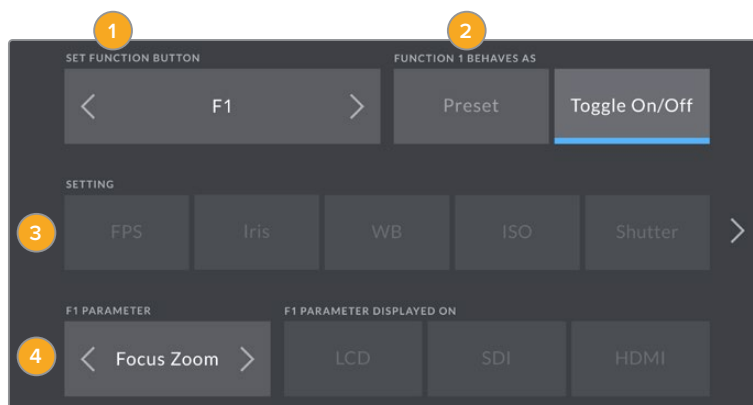 1 2
SET FUNCTION BUTTON FUNCTION 1 BEHAVES AS
F1 Preset Toggle On/Off
SETTING
3 FPS Iris WB ISO Shutter
F1 PARAMETER F1 PARAMETER DISPLAYED ON
4 Focus Zoom LCD SDI HDMI